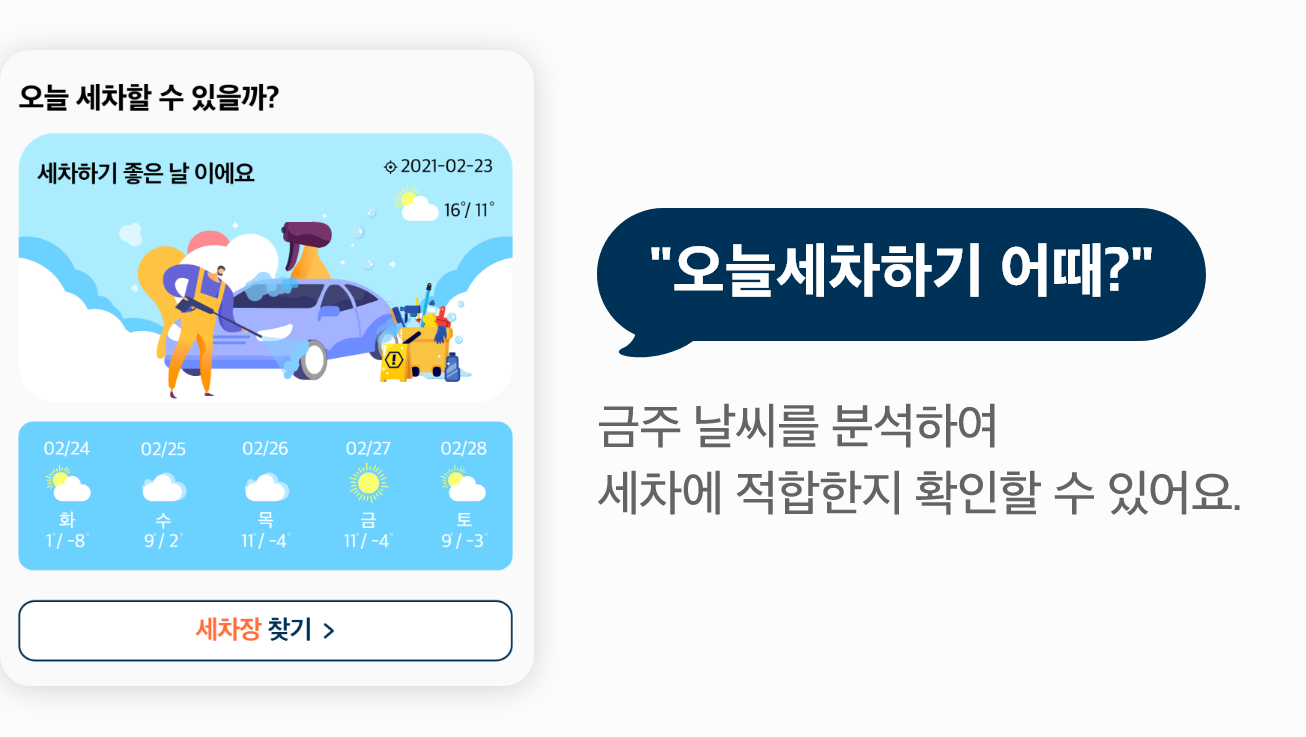 오늘 세차할 수 있을까?
세차하기 좋은 날 이에요
2021-02-23
16°/ 11°
02/24 02/25 02/26 02/27 02/28
화 수 목 금 토
1°/ -8° 9°/ 2° 11°/ -4° 11°/ -4° 9°/ -3°
세차장 찾기 >
"오늘세차하기 어때?"
금주 날씨를 분석하여
세차에 적합한지 확인할 수 있어요.